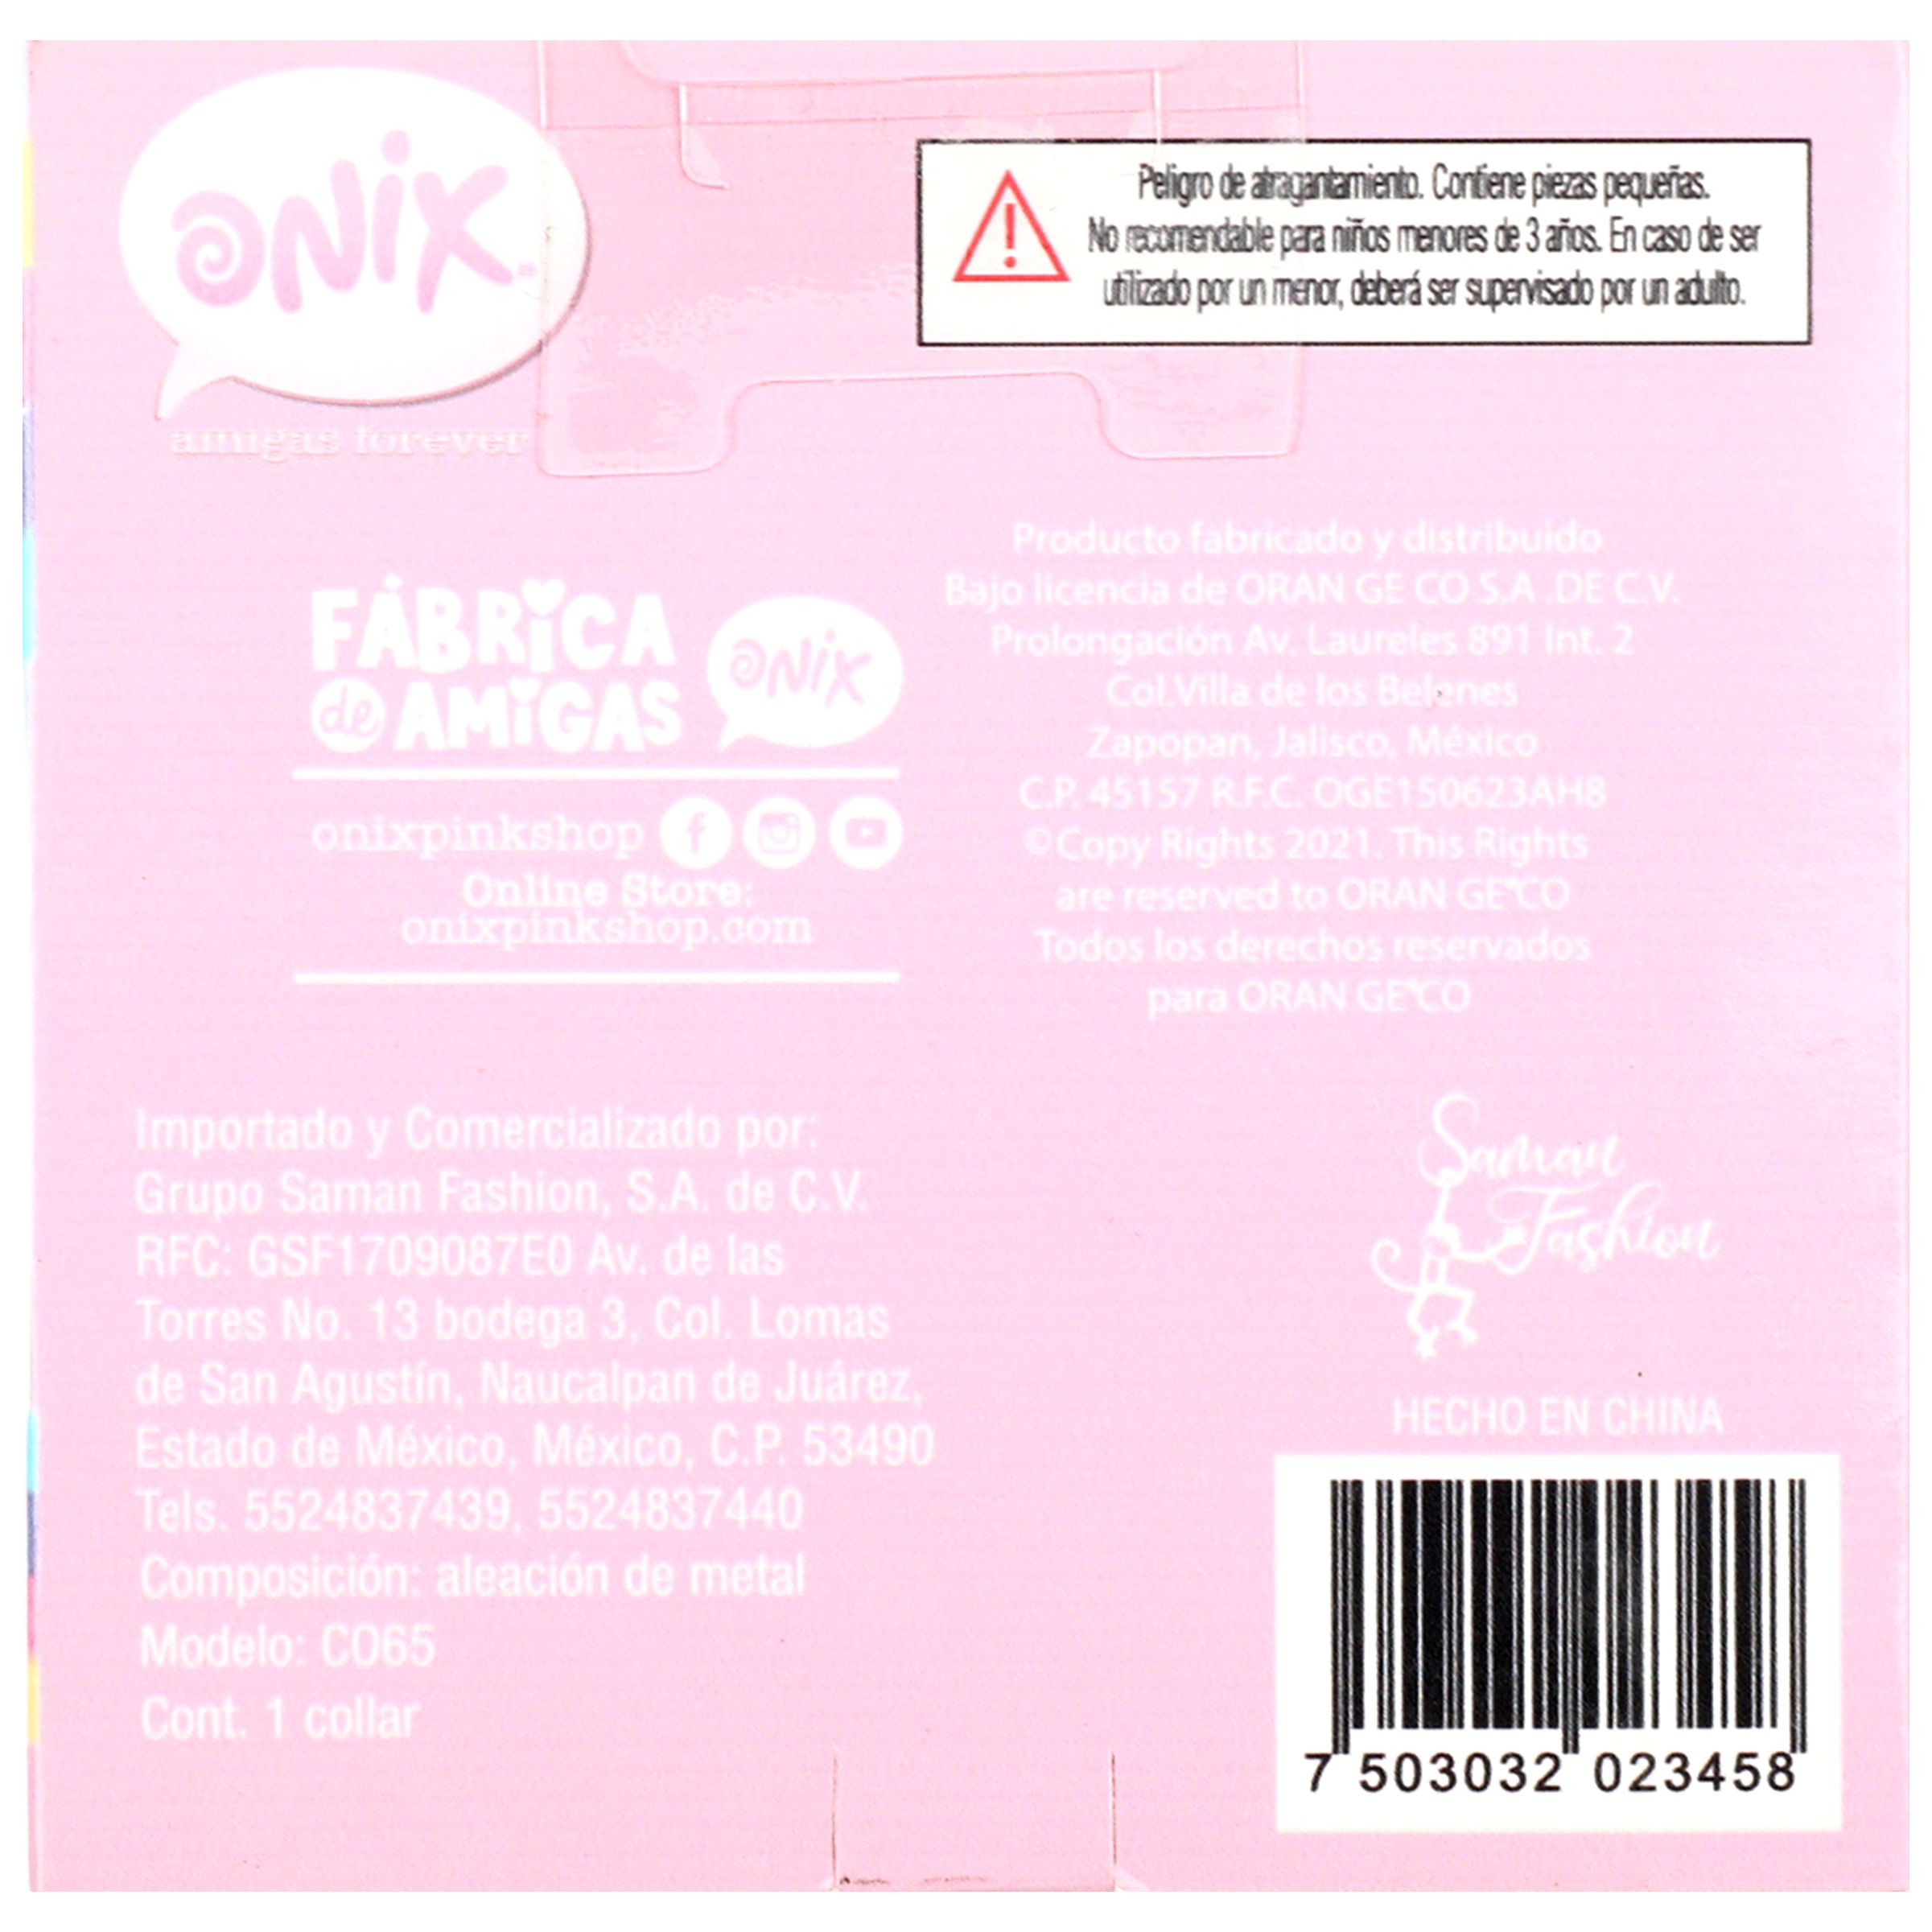 ONiX
amigas forever
Peligro de atragantamiento. Contiene piezas pequeñas.
No recomendable para niños menores de 3 años. En caso de ser
utilizado por un menor, deberá ser supervisado por un adulto.
FÁBRiCA
de AMiGAS
ONiX
onixpinkshop
Online Store:
onixpinkshop.com
Producto fabricado y distribuido
Bajo licencia de ORAN GE CO S.A .DE C.V.
Prolongación Av. Laureles 891 Int. 2
Col.Villa de los Belenes
Zapopan, Jalisco, México
C.P. 45157 R.F.C. OGE150623AH8
©Copy Rights 2021. This Rights
are reserved to ORAN GE*CO
Todos los derechos reservados
para ORAN GE*CO
Importado y Comercializado por:
Grupo Saman Fashion, S.A. de C.V.
RFC: GSF1709087E0 Av. de las
Torres No. 13 bodega 3, Col. Lomas
de San Agustín, Naucalpan de Juárez,
Estado de México, México, C.P. 53490
Tels. 5524837439, 5524837440
Composición: aleación de metal
Modelo: CO65
Cont. 1 collar
Saman
Fashion
HECHO EN CHINA
7 503032 023458